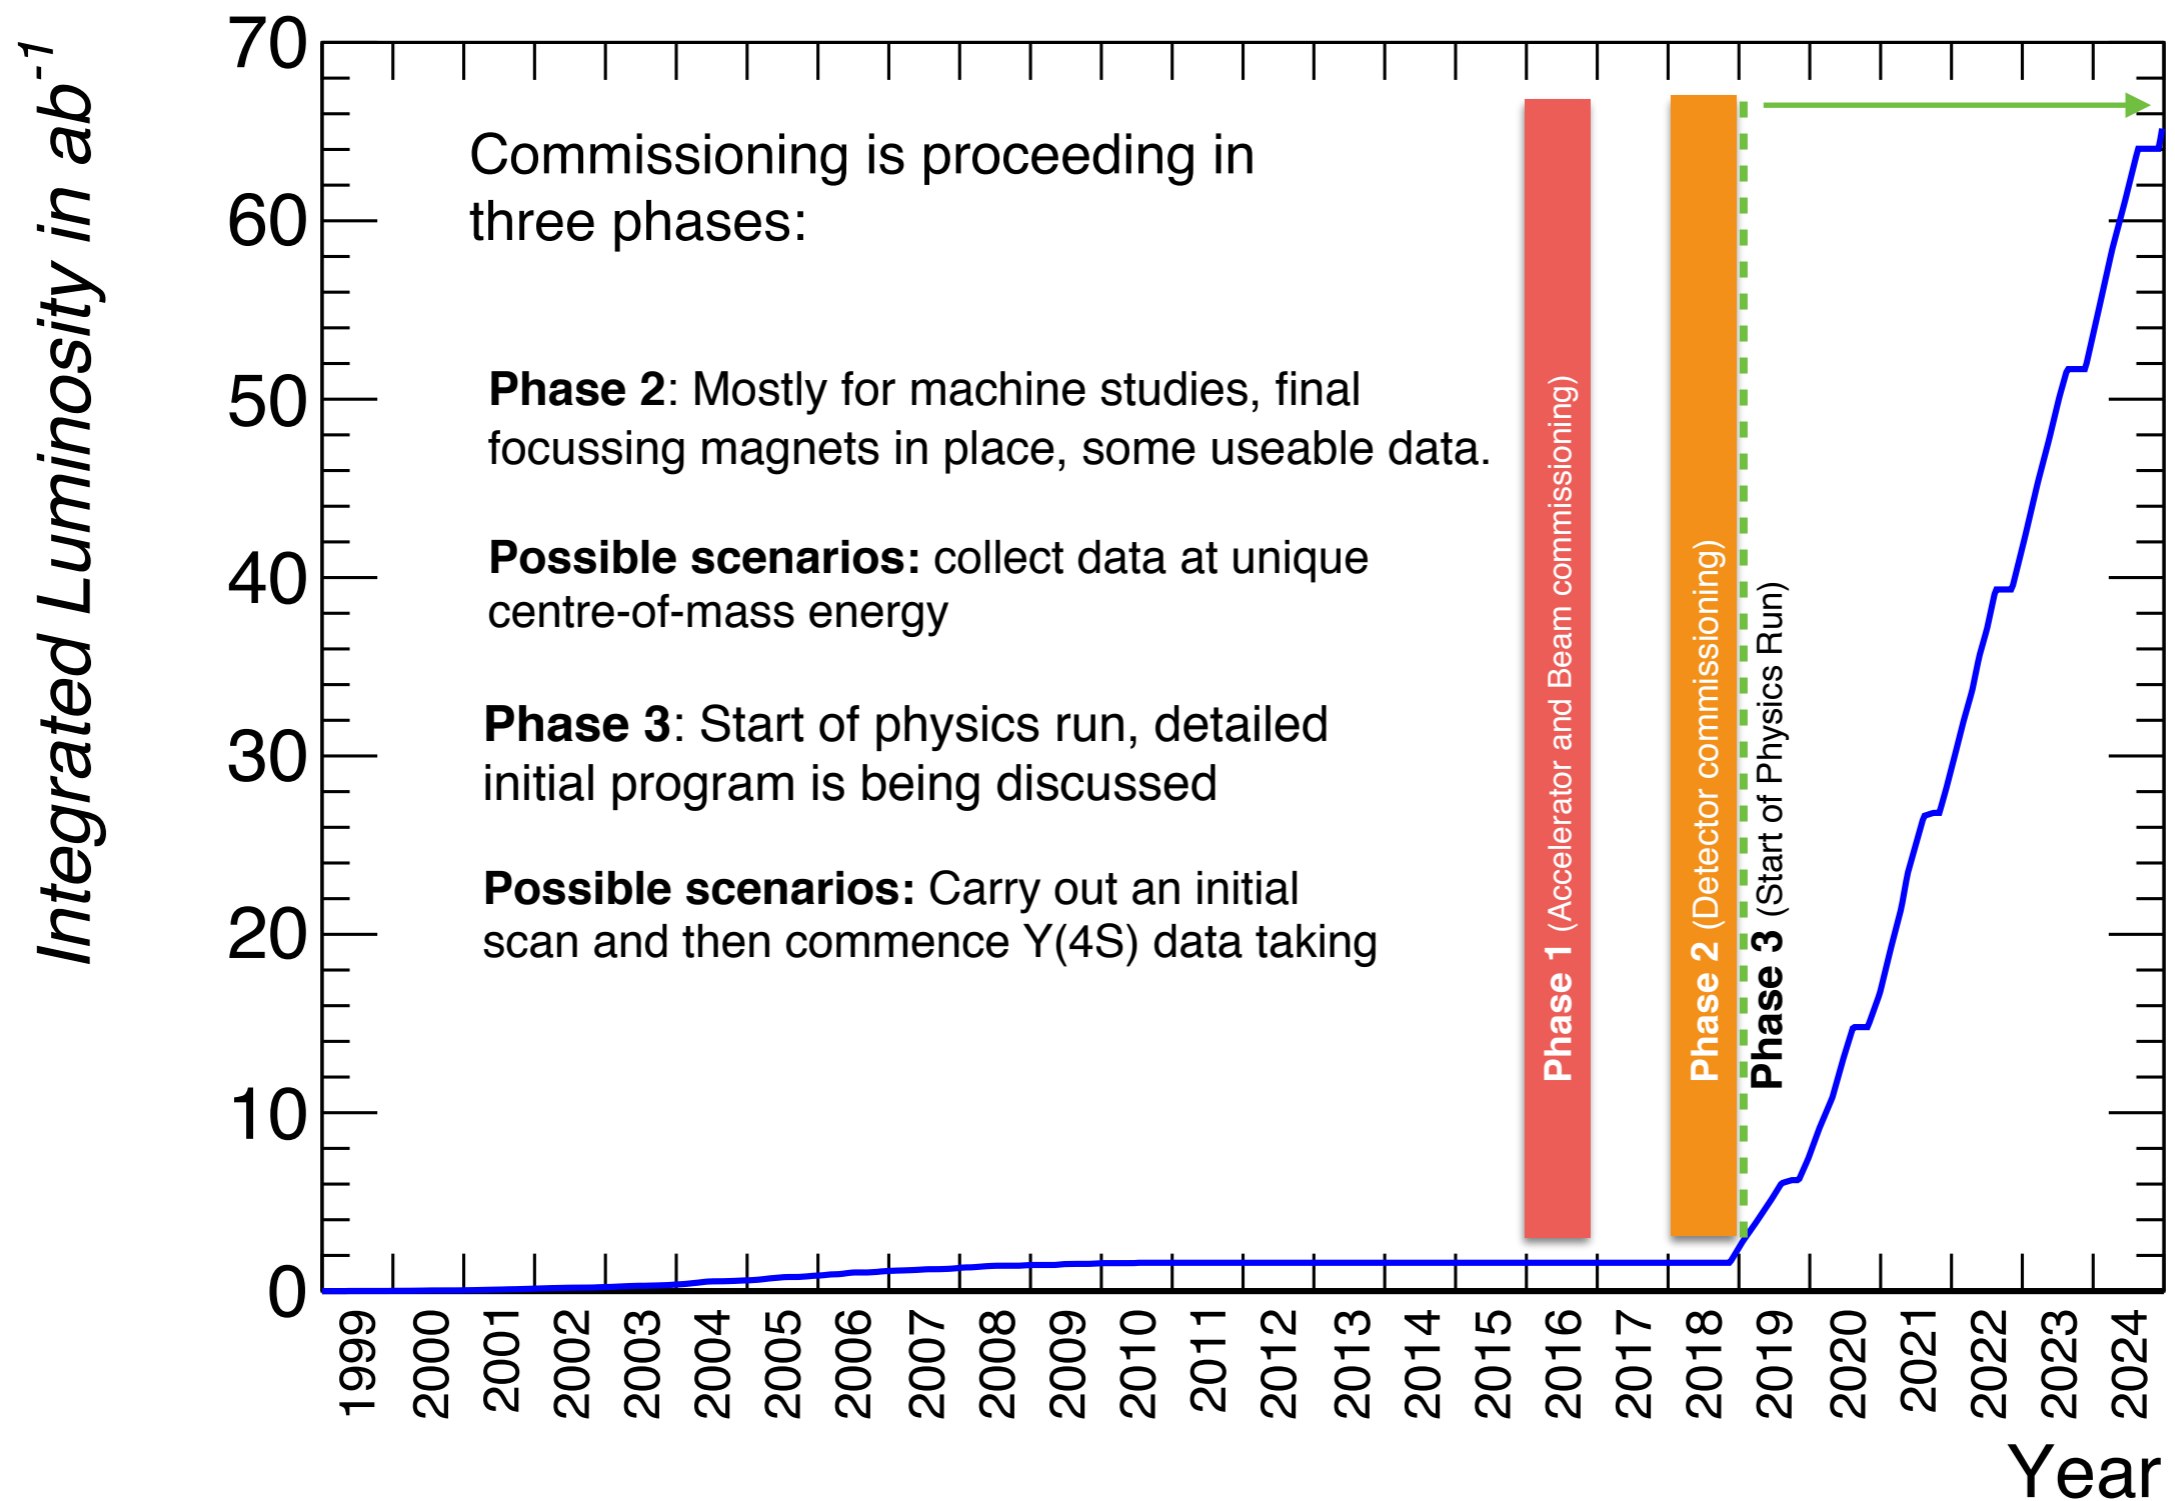 Integrated Luminosity in ab-1
70
60
50
40
30
20
10
0
Commissioning is proceeding in
three phases:
Phase 2: Mostly for machine studies, final
focussing magnets in place, some useable data.
Possible scenarios: collect data at unique
centre-of-mass energy
Phase 3: Start of physics run, detailed
initial program is being discussed
Possible scenarios: Carry out an initial
scan and then commence Y(4S) data taking
Phase 1 (Accelerator and Beam commissioning)
Phase 2 (Detector commissioning)
Phase 3 (Start of Physics Run)
1999 2000 2001 2002 2003 2004 2005 2006 2007 2008 2009 2010 2011 2012 2013 2014 2015 2016 2017 2018 2019 2020 2021 2022 2023 2024
Year